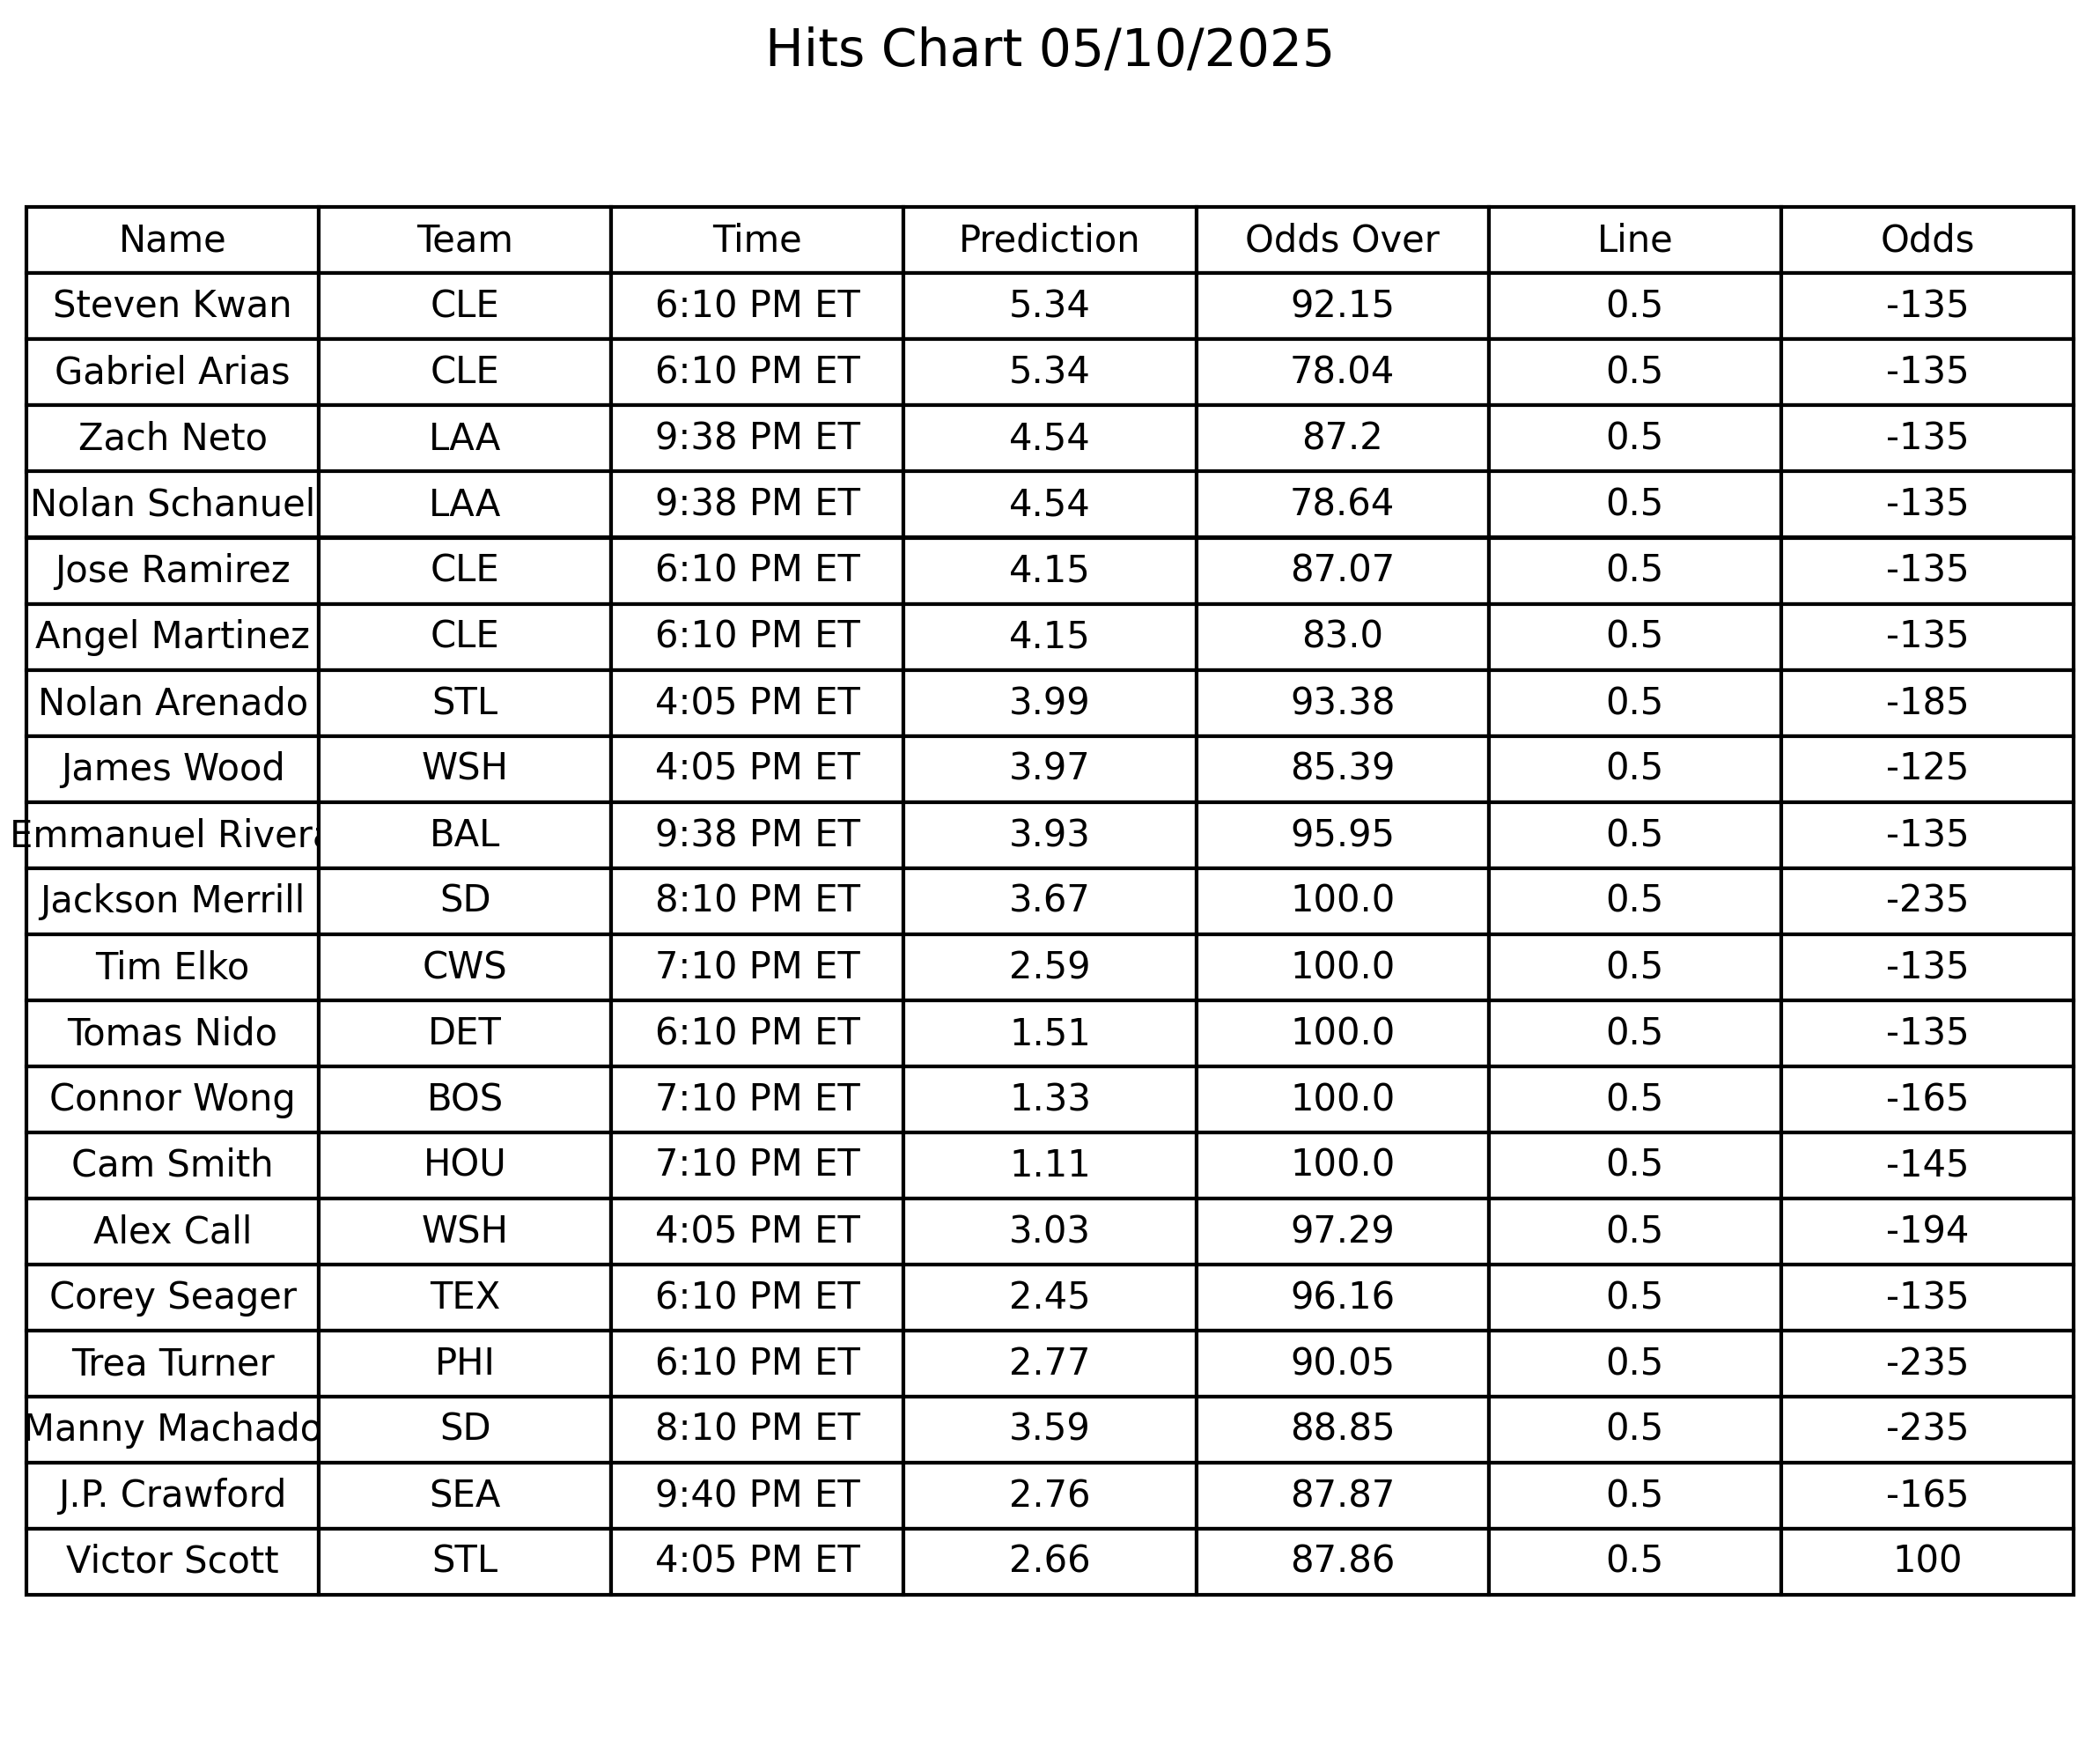 Hits Chart 05/10/2025
Name Team Time Prediction Odds Over Line Odds
Steven Kwan CLE 6:10 PM ET 5.34 92.15 0.5 -135
Gabriel Arias CLE 6:10 PM ET 5.34 78.04 0.5 -135
Zach Neto LAA 9:38 PM ET 4.54 87.2 0.5 -135
Nolan Schanuel LAA 9:38 PM ET 4.54 78.64 0.5 -135
Jose Ramirez CLE 6:10 PM ET 4.15 87.07 0.5 -135
Angel Martinez CLE 6:10 PM ET 4.15 83.0 0.5 -135
Nolan Arenado STL 4:05 PM ET 3.99 93.38 0.5 -185
James Wood WSH 4:05 PM ET 3.97 85.39 0.5 -125
Emmanuel Rivera BAL 9:38 PM ET 3.93 95.95 0.5 -135
Jackson Merrill SD 8:10 PM ET 3.67 100.0 0.5 -235
Tim Elko CWS 7:10 PM ET 2.59 100.0 0.5 -135
Tomas Nido DET 6:10 PM ET 1.51 100.0 0.5 -135
Connor Wong BOS 7:10 PM ET 1.33 100.0 0.5 -165
Cam Smith HOU 7:10 PM ET 1.11 100.0 0.5 -145
Alex Call WSH 4:05 PM ET 3.03 97.29 0.5 -194
Corey Seager TEX 6:10 PM ET 2.45 96.16 0.5 -135
Trea Turner PHI 6:10 PM ET 2.77 90.05 0.5 -235
Manny Machado SD 8:10 PM ET 3.59 88.85 0.5 -235
J.P. Crawford SEA 9:40 PM ET 2.76 87.87 0.5 -165
Victor Scott STL 4:05 PM ET 2.66 87.86 0.5 100